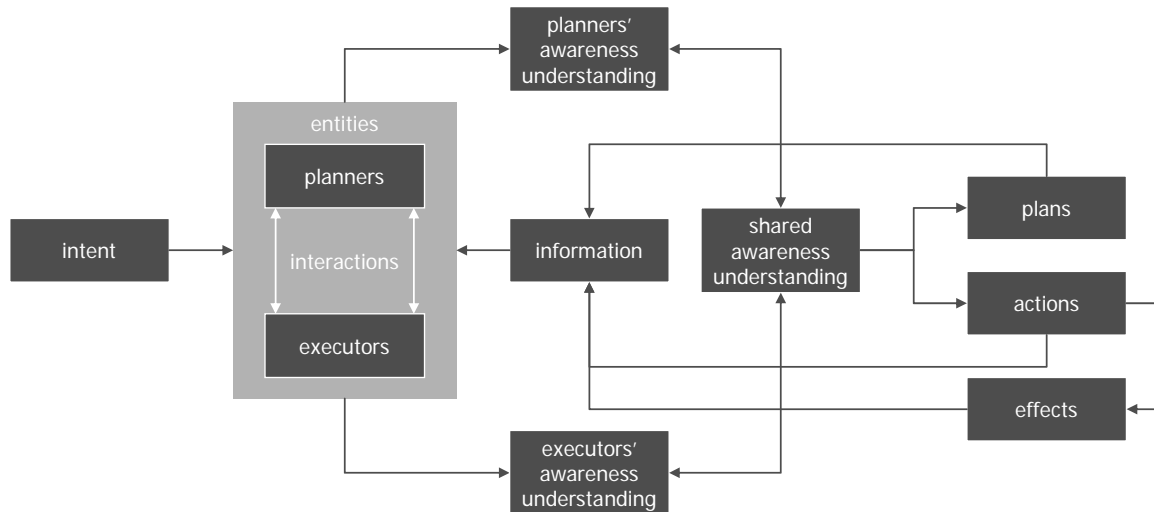 planners'
awareness
understanding
entities
planners
interactions
executors
intent
information
shared
awareness
understanding
plans
actions
effects
executors'
awareness
understanding